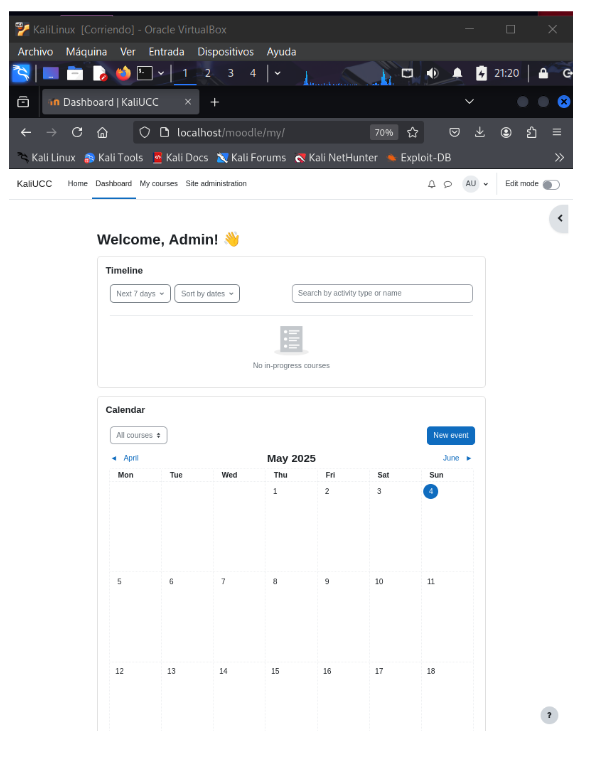 KaliLinux [Corriendo] - Oracle VirtualBox
Archivo Máquina Ver Entrada Dispositivos Ayuda
1 2 3 4 21:20
Dashboard | KaliUCC
localhost/moodle/my/ 70%
Kali Linux Kali Tools Kali Docs Kali Forums Kali NetHunter Exploit-DB
KaliUCC Home Dashboard My courses Site administration AU Edit mode
Welcome, Admin! 👋
Timeline
Next 7 days Sort by dates Search by activity type or name
No in-progress courses
Calendar
All courses New event
◄ April May 2025 June ►
Mon Tue Wed Thu Fri Sat Sun
1 2 3 4
5 6 7 8 9 10 11
12 13 14 15 16 17 18
?